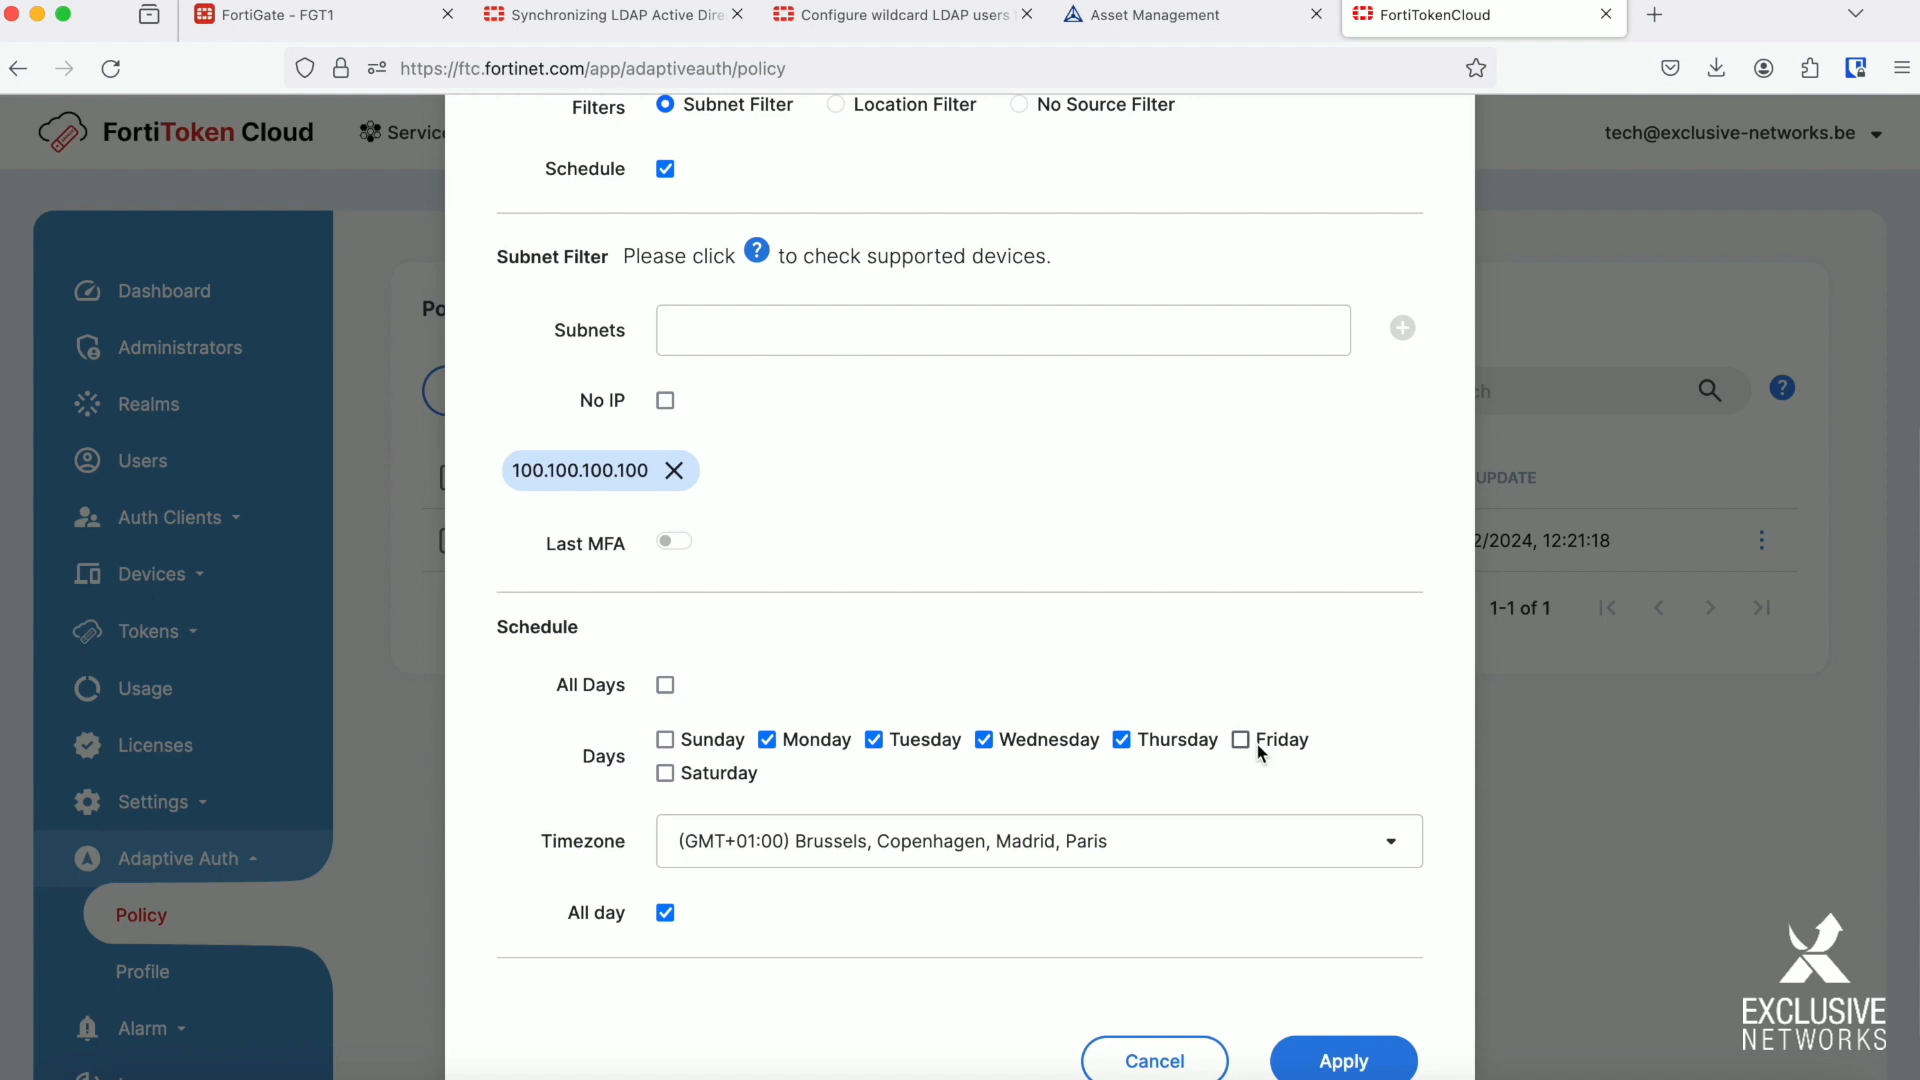 FortiGate - FGT1
Synchronizing LDAP Active Dire
Configure wildcard LDAP users
Asset Management
FortiTokenCloud
https://ftc.fortinet.com/app/adaptiveauth/policy
FortiToken Cloud
Servic
tech@exclusive-networks.be
Filters
Subnet Filter
Location Filter
No Source Filter
Schedule
Subnet Filter Please click ? to check supported devices.
Subnets
No IP
100.100.100.100
Last MFA
Schedule
All Days
Days
Sunday
Monday
Tuesday
Wednesday
Thursday
Friday
Saturday
Timezone
(GMT+01:00) Brussels, Copenhagen, Madrid, Paris
All day
Cancel
Apply
Dashboard
Administrators
Realms
Users
Auth Clients
Devices
Tokens
Usage
Licenses
Settings
Adaptive Auth
Policy
Profile
Alarm
Po
ch
?
UPDATE
2/2024, 12:21:18
1-1 of 1
EXCLUSIVE
NETWORKS